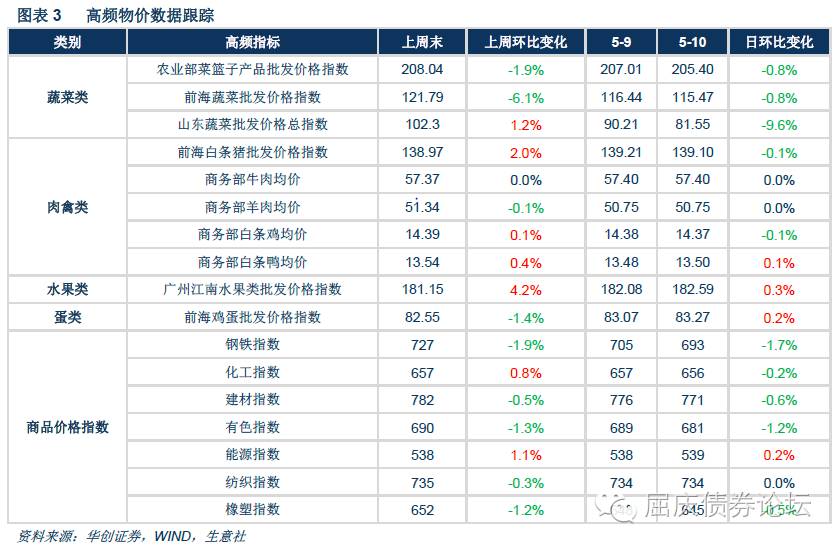 图表 3 高频物价数据跟踪
类别 高频指标 上周末 上周环比变化 5-9 5-10 日环比变化
蔬菜类
农业部菜篮子产品批发价格指数 208.04 -1.9% 207.01 205.40 -0.8%
前海蔬菜批发价格指数 121.79 -6.1% 116.44 115.47 -0.8%
山东蔬菜批发价格总指数 102.3 1.2% 90.21 81.55 -9.6%
肉禽类
前海白条猪批发价格指数 138.97 2.0% 139.21 139.10 -0.1%
商务部牛肉均价 57.37 0.0% 57.40 57.40 0.0%
商务部羊肉均价 51.34 -0.1% 50.75 50.75 0.0%
商务部白条鸡均价 14.39 0.1% 14.38 14.37 -0.1%
商务部白条鸭均价 13.54 0.4% 13.48 13.50 0.1%
水果类 广州江南水果类批发价格指数 181.15 4.2% 182.08 182.59 0.3%
蛋类 前海鸡蛋批发价格指数 82.55 -1.4% 83.07 83.27 0.2%
商品价格指数
钢铁指数 727 -1.9% 705 693 -1.7%
化工指数 657 0.8% 657 656 -0.2%
建材指数 782 -0.5% 776 771 -0.6%
有色指数 690 -1.3% 689 681 -1.2%
能源指数 538 1.1% 538 539 0.2%
纺织指数 735 -0.3% 734 734 0.0%
橡塑指数 652 -1.2% 645 -0.5%
屈庆债券论坛
资料来源：华创证券，WIND，生意社